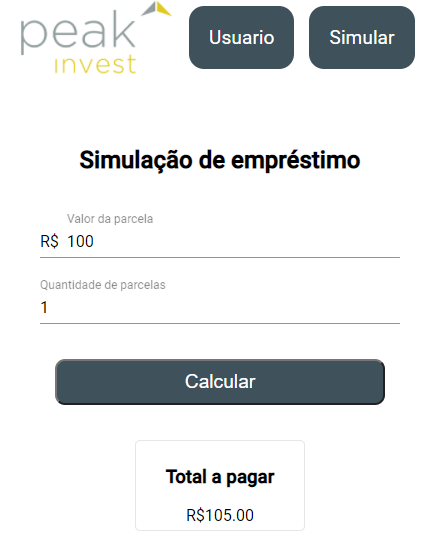 peak
invest
Usuario
Simular
Simulação de empréstimo
Valor da parcela
R$ 100
Quantidade de parcelas
1
Calcular
Total a pagar
R$105.00